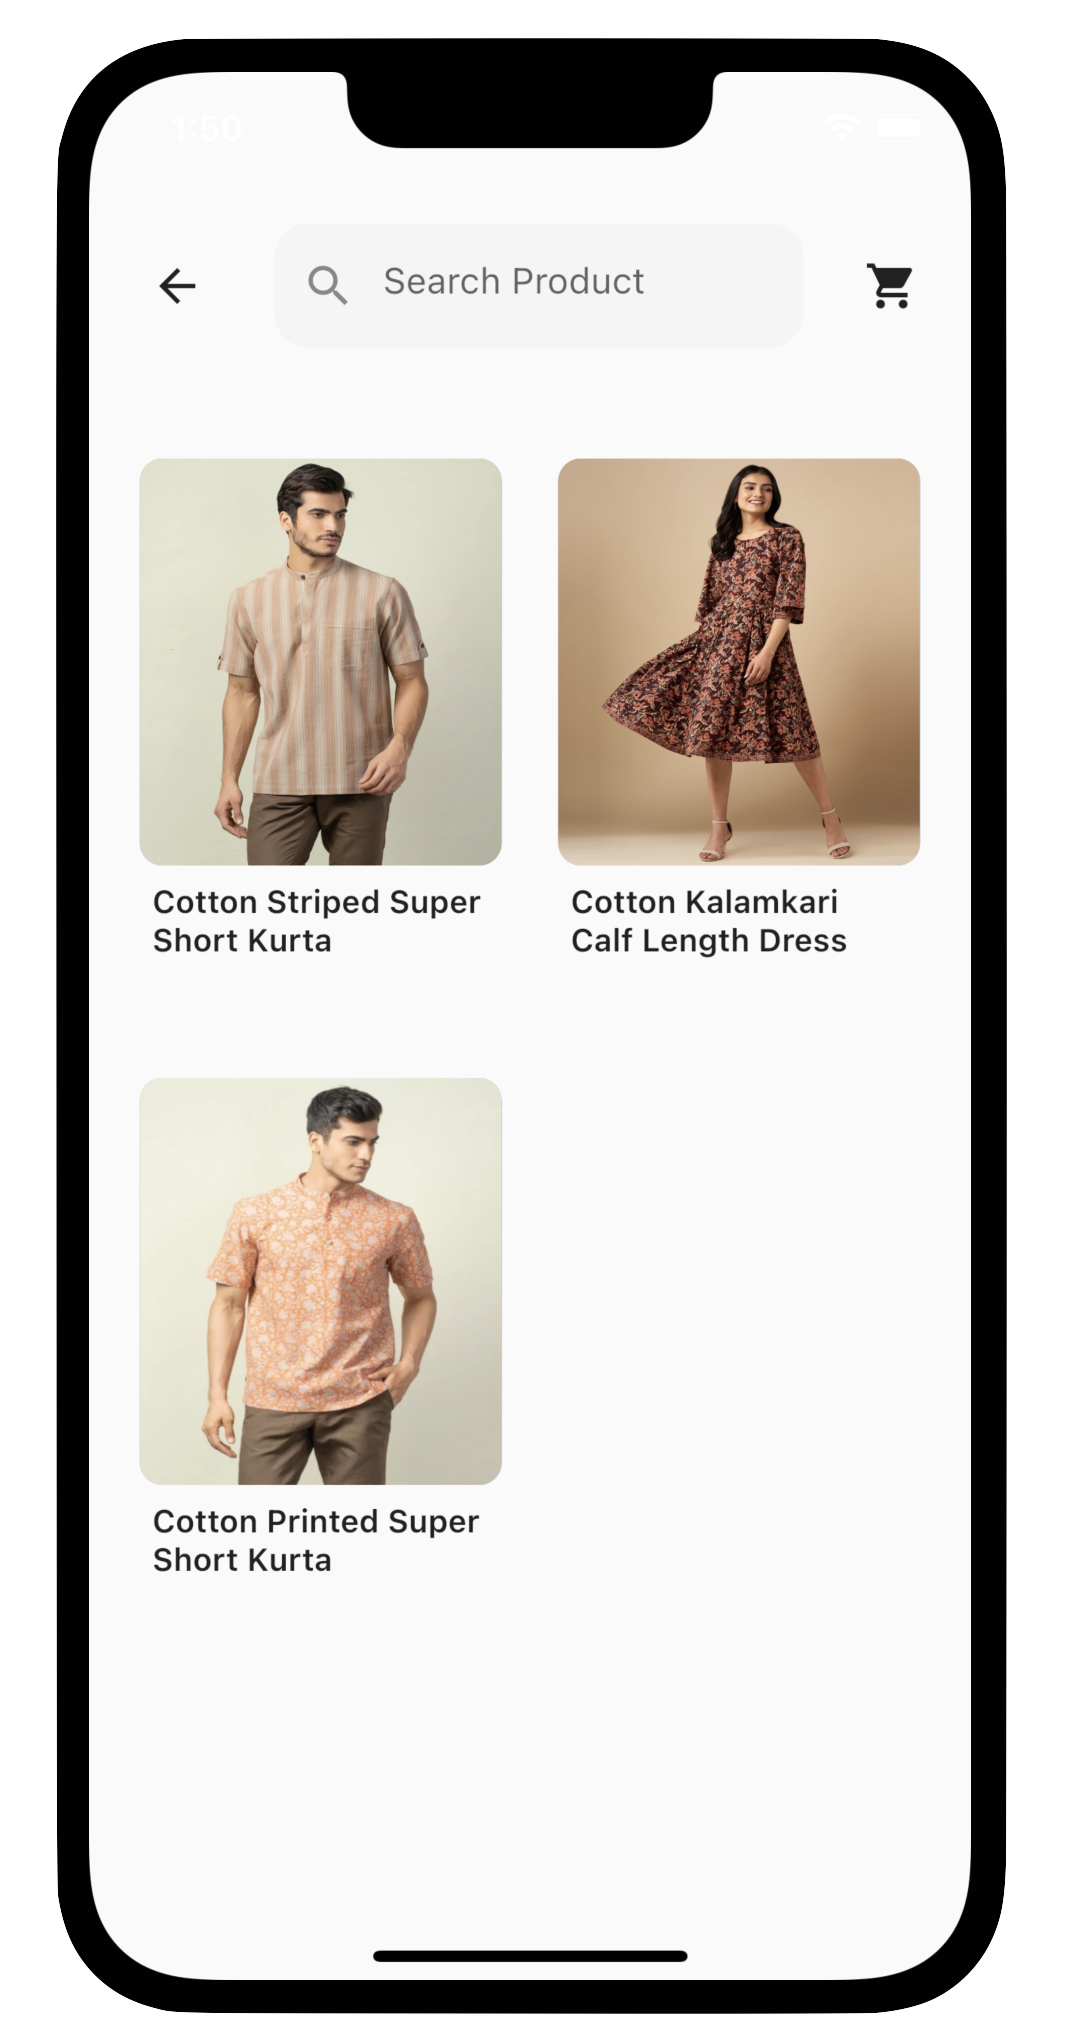 1:50
Search Product
Cotton Striped Super
Short Kurta
Cotton Kalamkari
Calf Length Dress
Cotton Printed Super
Short Kurta